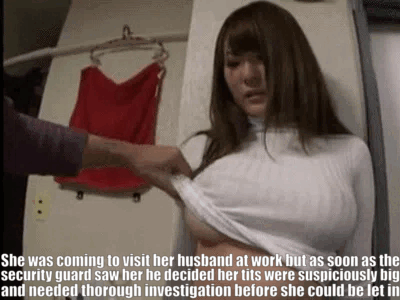 She was coming to visit her husband at work but as soon as the
security guard saw her he decided her tits were suspiciously big
and needed thorough investigation before she could be let in